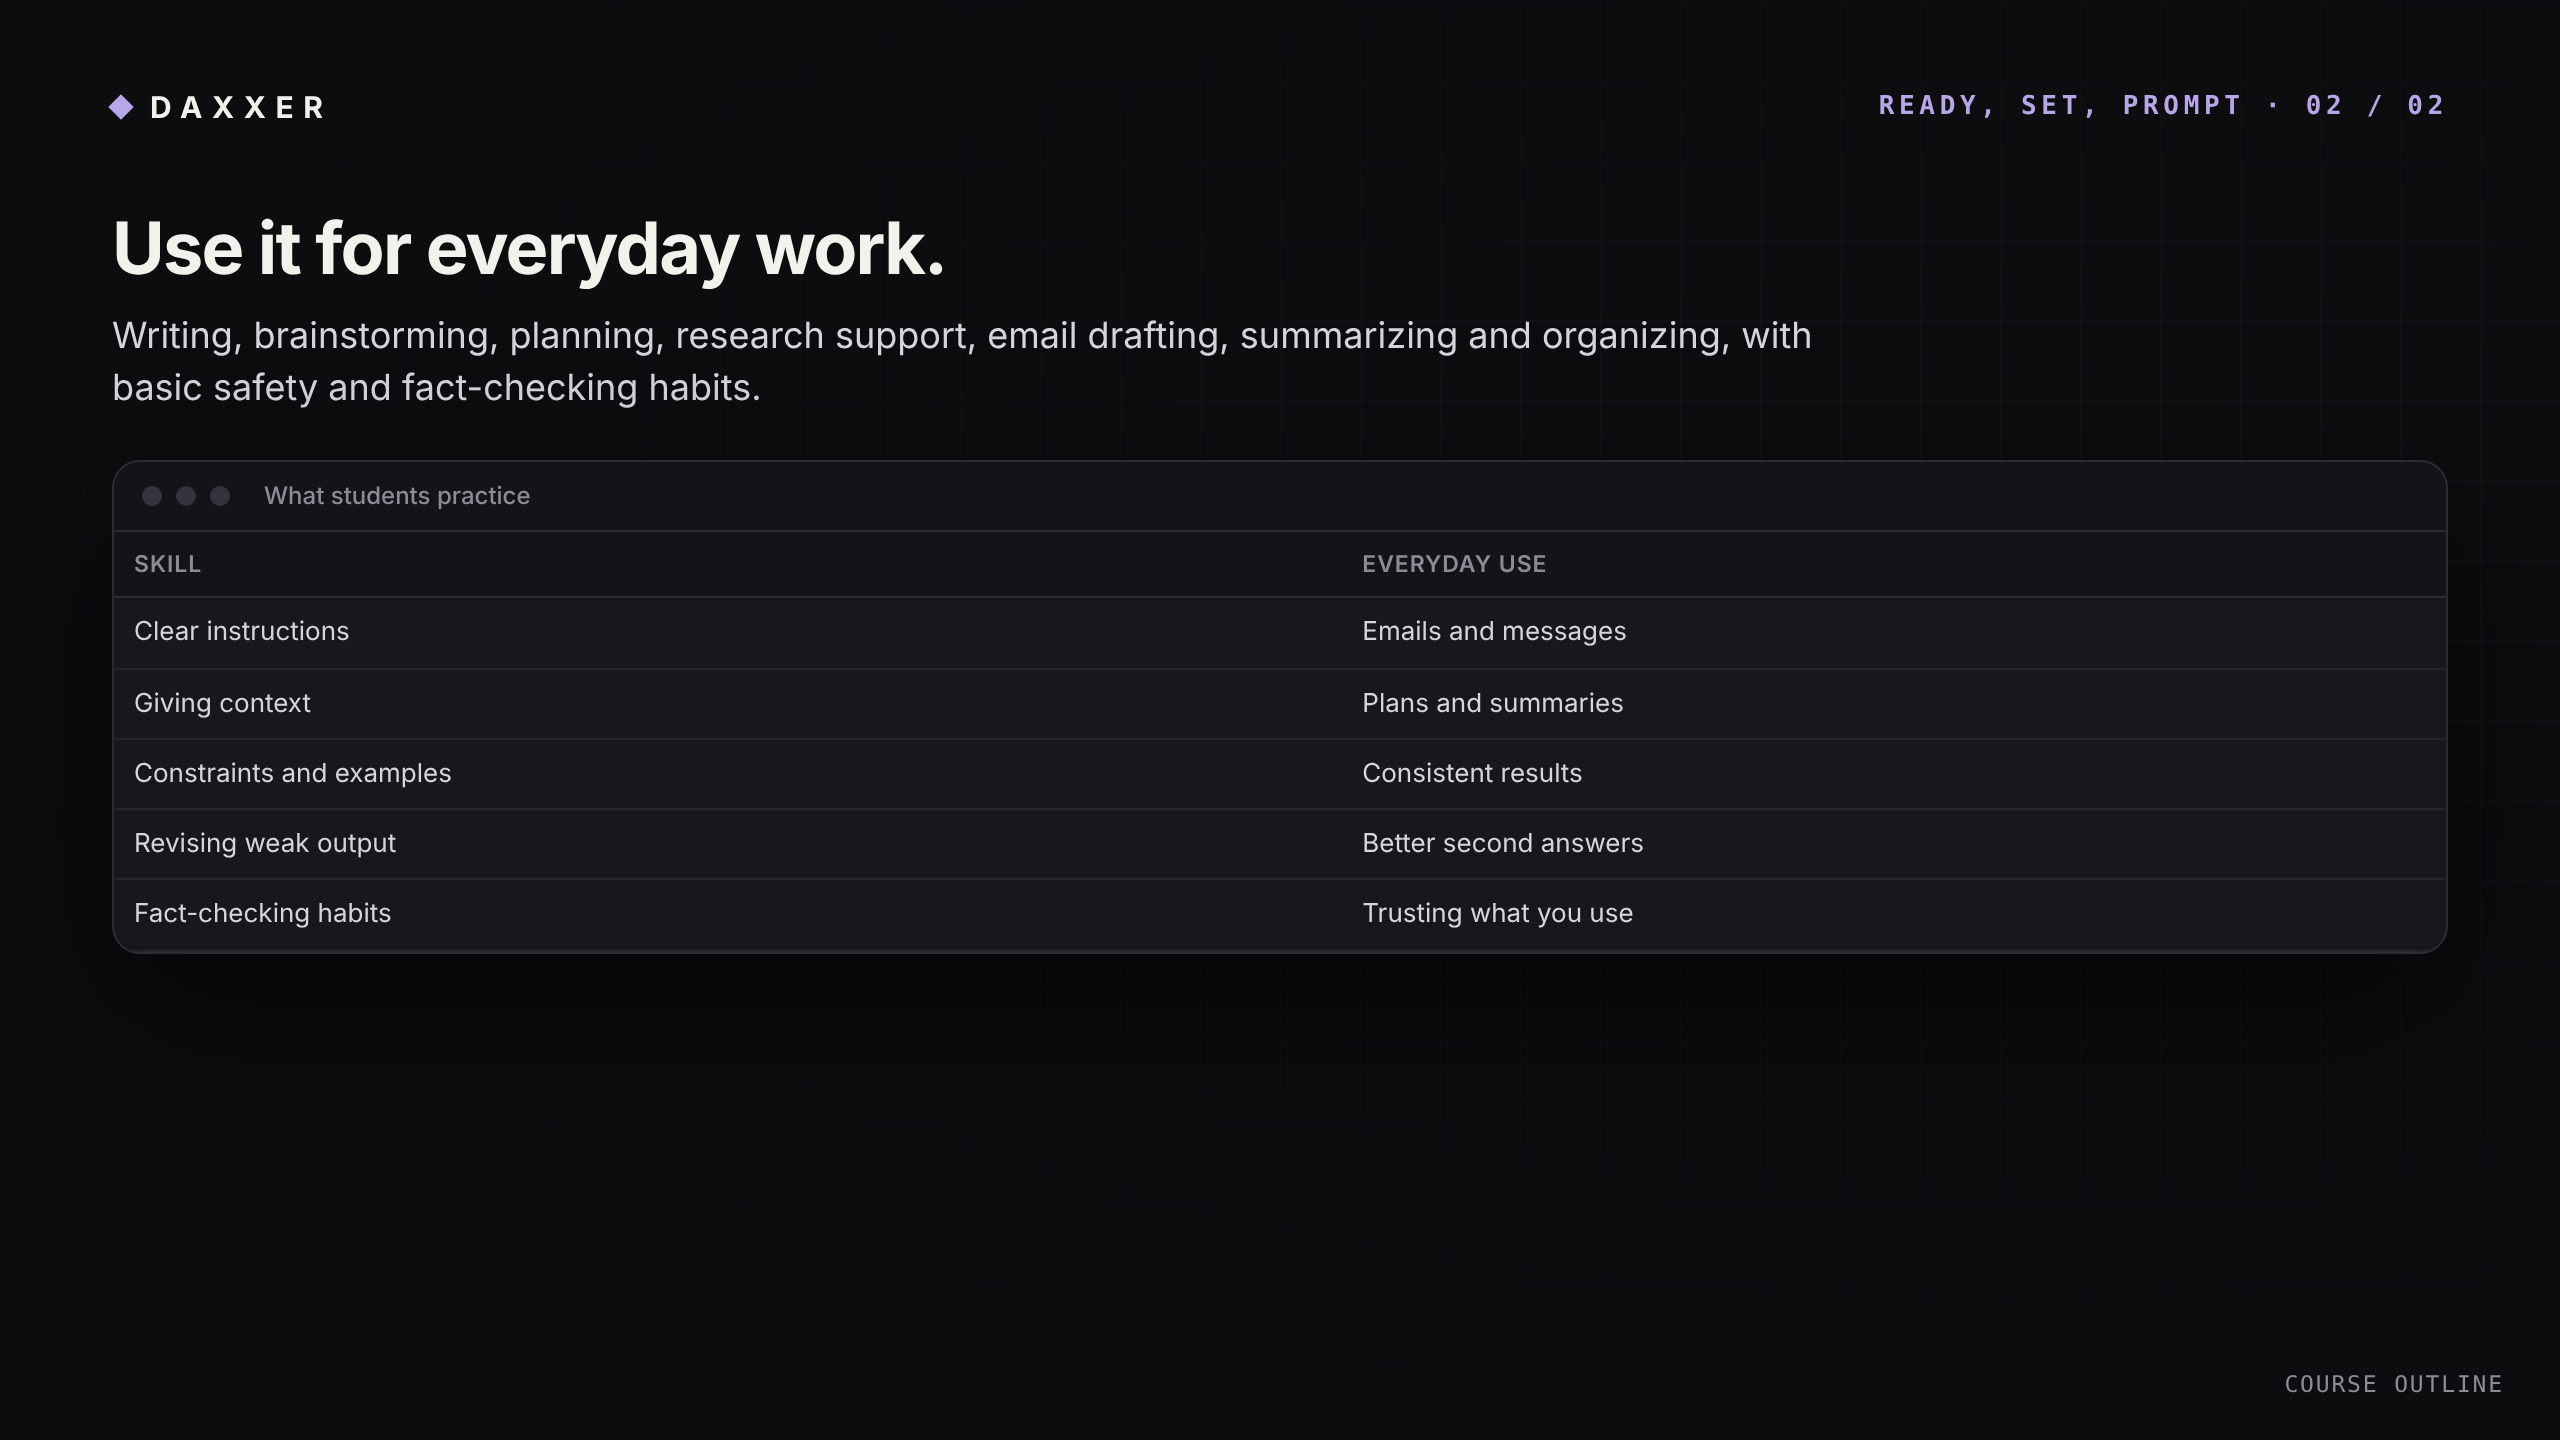 DAXXER
READY, SET, PROMPT · 02 / 02
Use it for everyday work.
Writing, brainstorming, planning, research support, email drafting, summarizing and organizing, with
basic safety and fact-checking habits.
What students practice
SKILL EVERYDAY USE
Clear instructions Emails and messages
Giving context Plans and summaries
Constraints and examples Consistent results
Revising weak output Better second answers
Fact-checking habits Trusting what you use
COURSE OUTLINE